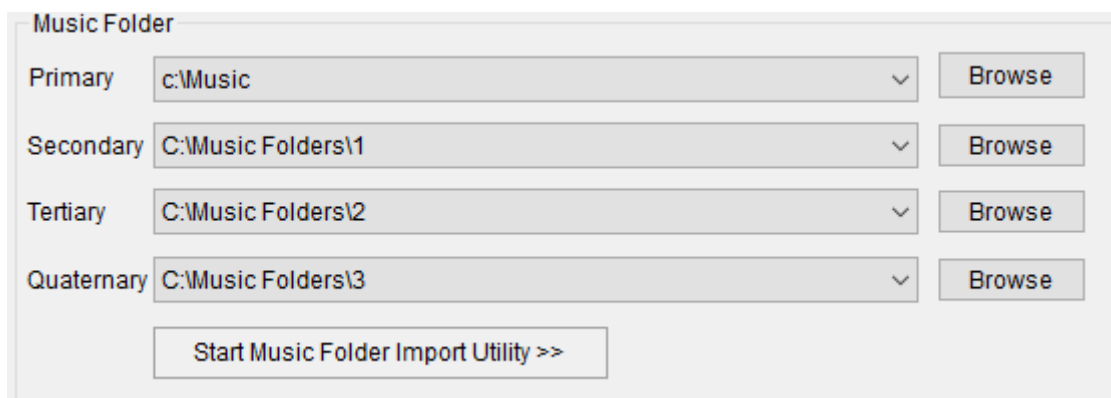 Music Folder
Primary c:\Music Browse
Secondary C:\Music Folders\1 Browse
Tertiary C:\Music Folders\2 Browse
Quaternary C:\Music Folders\3 Browse
Start Music Folder Import Utility >>